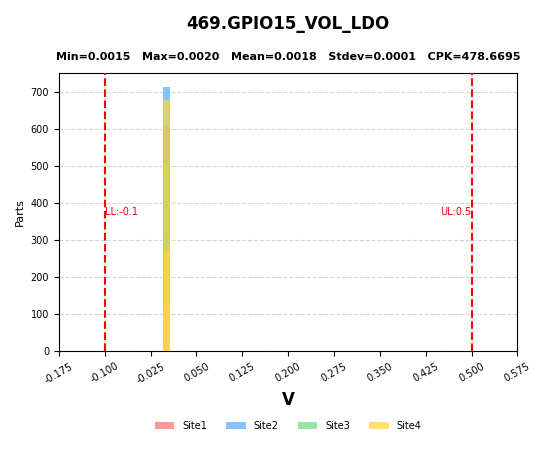 469.GPIO15_VOL_LDO
Min=0.0015 Max=0.0020 Mean=0.0018 Stdev=0.0001 CPK=478.6695
700
600
500
400
300
200
100
0
Parts
LL:-0.1
UL:0.5
-0.175 -0.100 -0.025 0.050 0.125 0.200 0.275 0.350 0.425 0.500 0.575
V
Site1 Site2 Site3 Site4